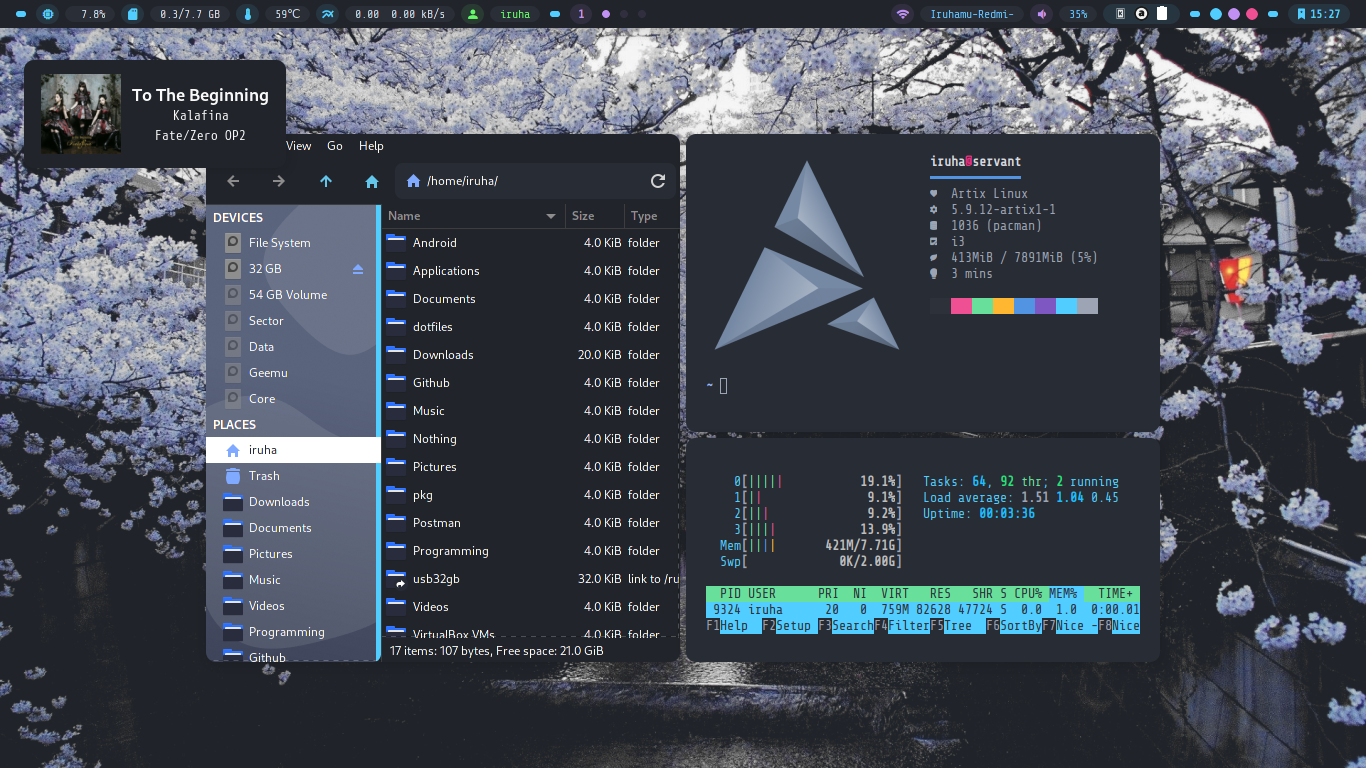 7.8% 0.3/7.7 GB 59°C 0.00 0.00 kB/s iruha 1 Iruhamu-Redmi- 35% a 15:27
To The Beginning
Kalafina
Fate/Zero OP2
View Go Help
/home/iruha/
DEVICES
File System
32 GB
54 GB Volume
Sector
Data
Geemu
Core
PLACES
iruha
Trash
Downloads
Documents
Pictures
Music
Videos
Programming
Github
Name Size Type
Android 4.0 KiB folder
Applications 4.0 KiB folder
Documents 4.0 KiB folder
dotfiles 4.0 KiB folder
Downloads 20.0 KiB folder
Github 4.0 KiB folder
Music 4.0 KiB folder
Nothing 4.0 KiB folder
Pictures 4.0 KiB folder
pkg 4.0 KiB folder
Postman 4.0 KiB folder
Programming 4.0 KiB folder
usb32gb 32.0 KiB link to /ru
Videos 4.0 KiB folder
VirtualBox VMs 4.0 KiB folder
17 items: 107 bytes, Free space: 21.0 GiB
iruha@servant
Artix Linux
5.9.12-artix1-1
1036 (pacman)
i3
413MiB / 7891MiB (5%)
3 mins
~
0[||||| 19.1%]
1[|| 9.1%]
2[||| 9.2%]
3[|||| 13.9%]
Mem[|||| 421M/7.71G]
Swp[ 0K/2.00G]
Tasks: 64, 92 thr; 2 running
Load average: 1.51 1.04 0.45
Uptime: 00:03:36
PID USER PRI NI VIRT RES SHR S CPU% MEM% TIME+
9324 iruha 20 0 759M 82628 47724 S 0.0 1.0 0:00.01
F1Help F2Setup F3SearchF4FilterF5Tree F6SortByF7Nice -F8Nice